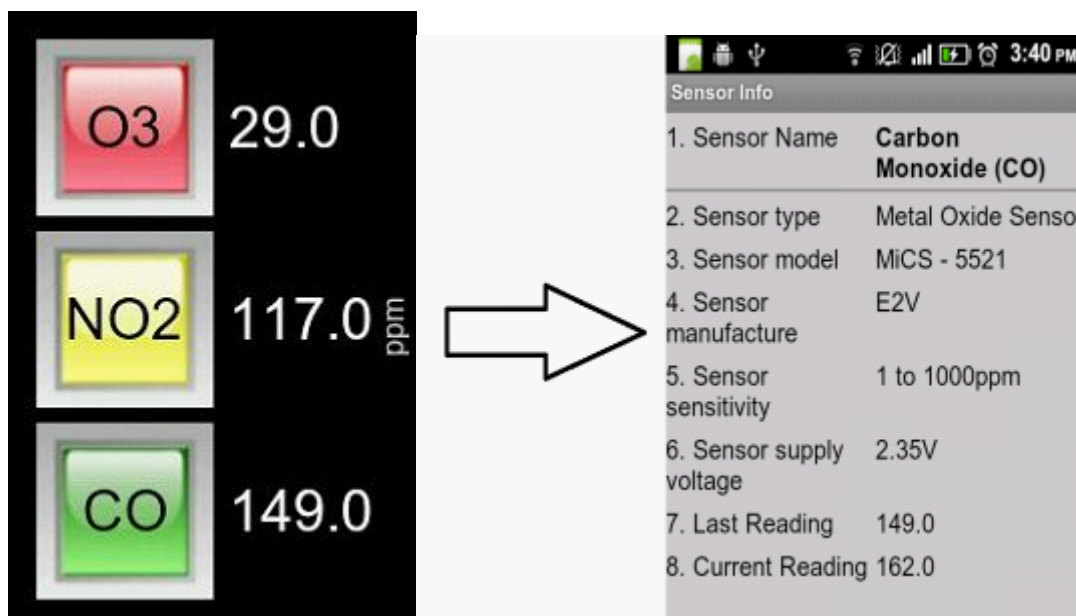 O3 29.0
NO2 117.0 ppm
CO 149.0
3:40 PM
Sensor Info
1. Sensor Name Carbon
Monoxide (CO)
2. Sensor type Metal Oxide Senso
3. Sensor model MiCS - 5521
4. Sensor E2V
manufacture
5. Sensor 1 to 1000ppm
sensitivity
6. Sensor supply 2.35V
voltage
7. Last Reading 149.0
8. Current Reading 162.0